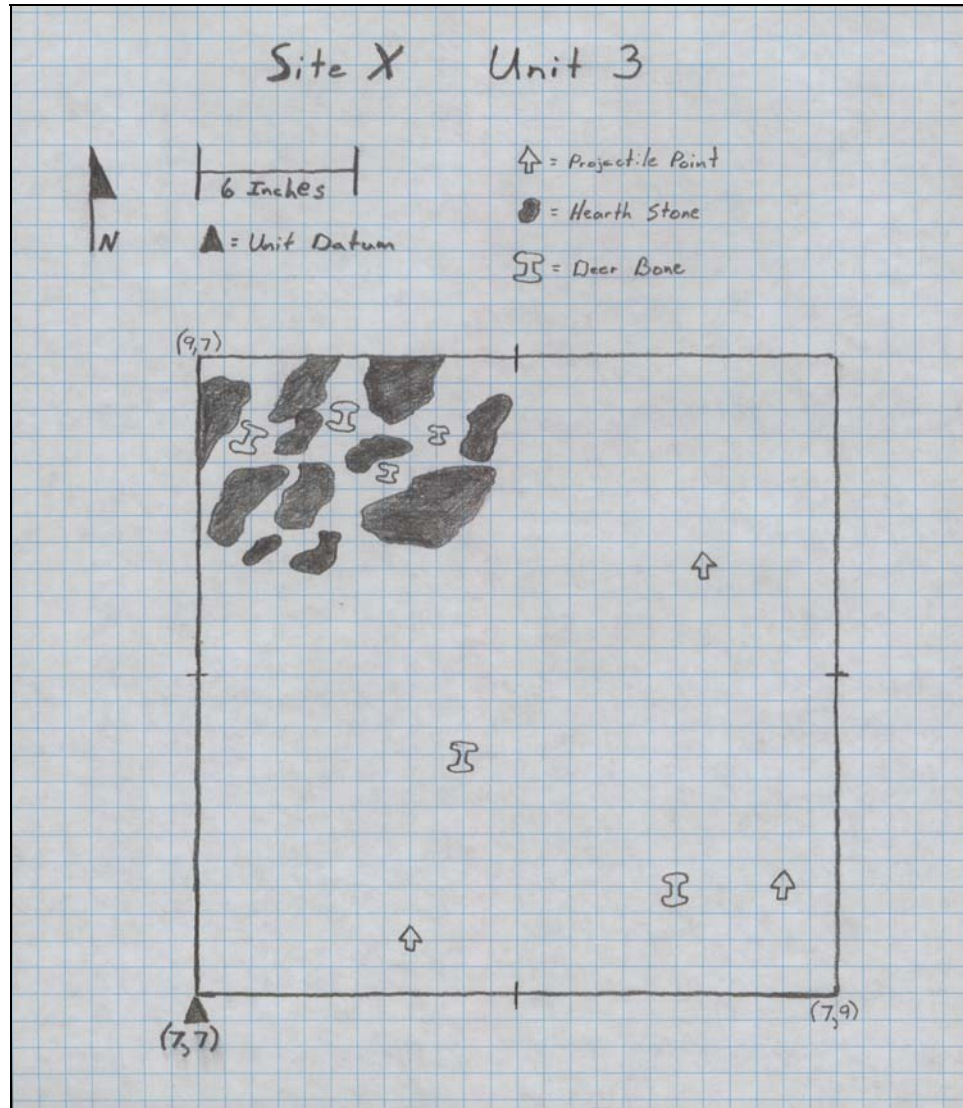 Site X Unit 3
6 Inches
N
= Unit Datum
= Projectile Point
= Hearth Stone
= Deer Bone
(9,7)
(7,7)
(7,9)